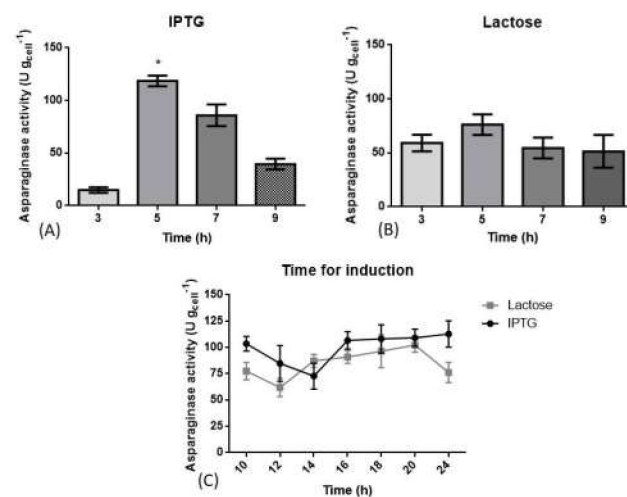 IPTG
Asparaginase activity (U gcell⁻¹)
150
100
50
0
*
3 5 7 9
Time (h)
(A)
Lactose
Asparaginase activity (U gcell⁻¹)
150
100
50
0
3 5 7 9
Time (h)
(B)
Time for induction
Asparaginase activity (U gcell⁻¹)
150
125
100
75
50
25
0
10 12 14 16 18 20 24
Time (h)
(C)
Lactose
IPTG